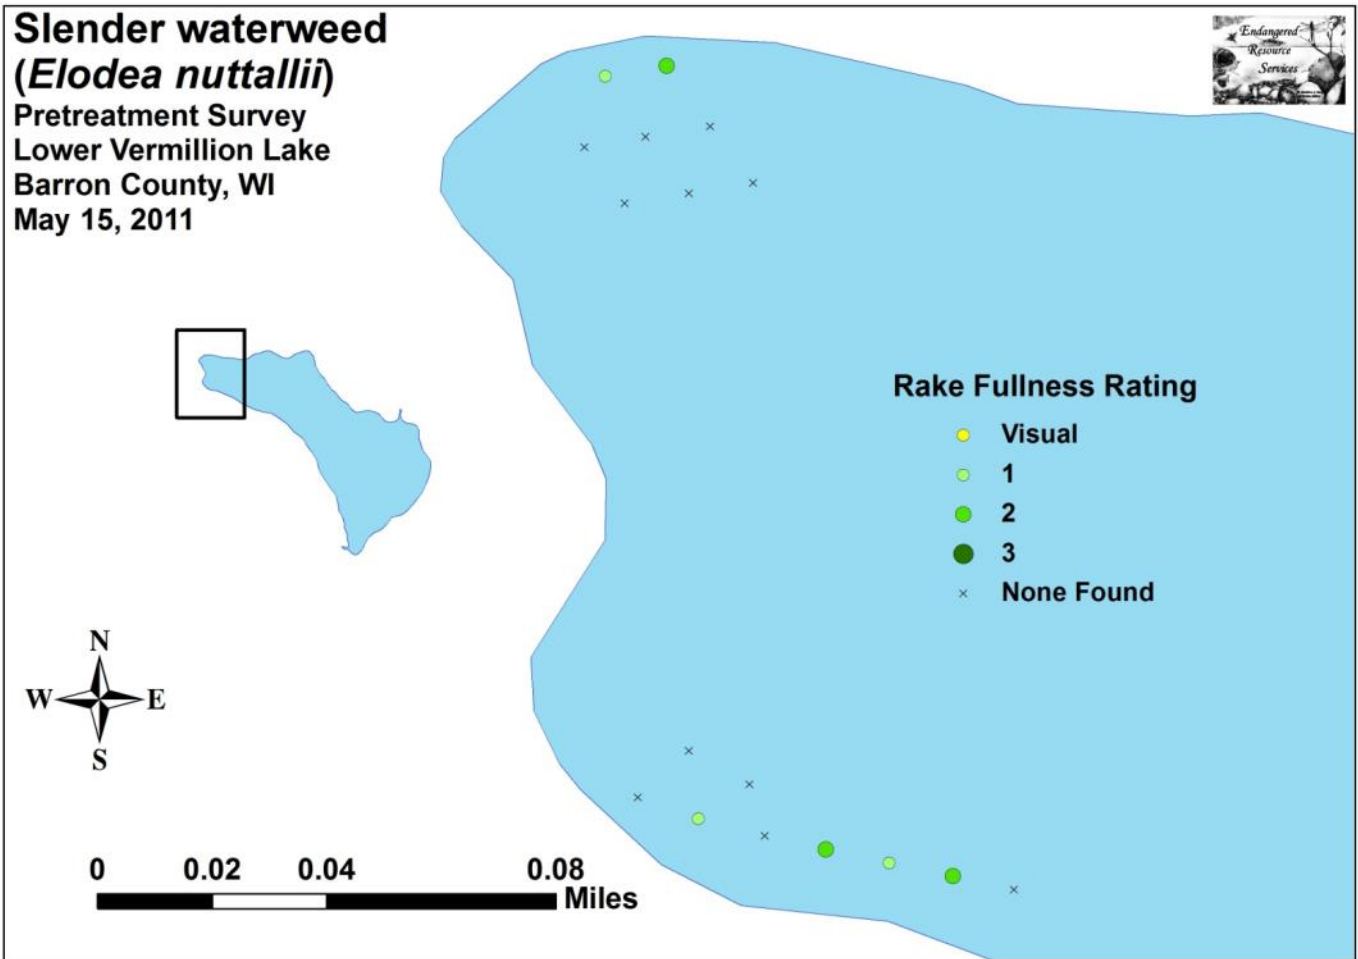 Slender waterweed
(Elodea nuttallii)
Pretreatment Survey
Lower Vermillion Lake
Barron County, WI
May 15, 2011
Endangered
Resource
Services
Rake Fullness Rating
Visual
1
2
3
None Found
N
W E
S
0 0.02 0.04 0.08
Miles